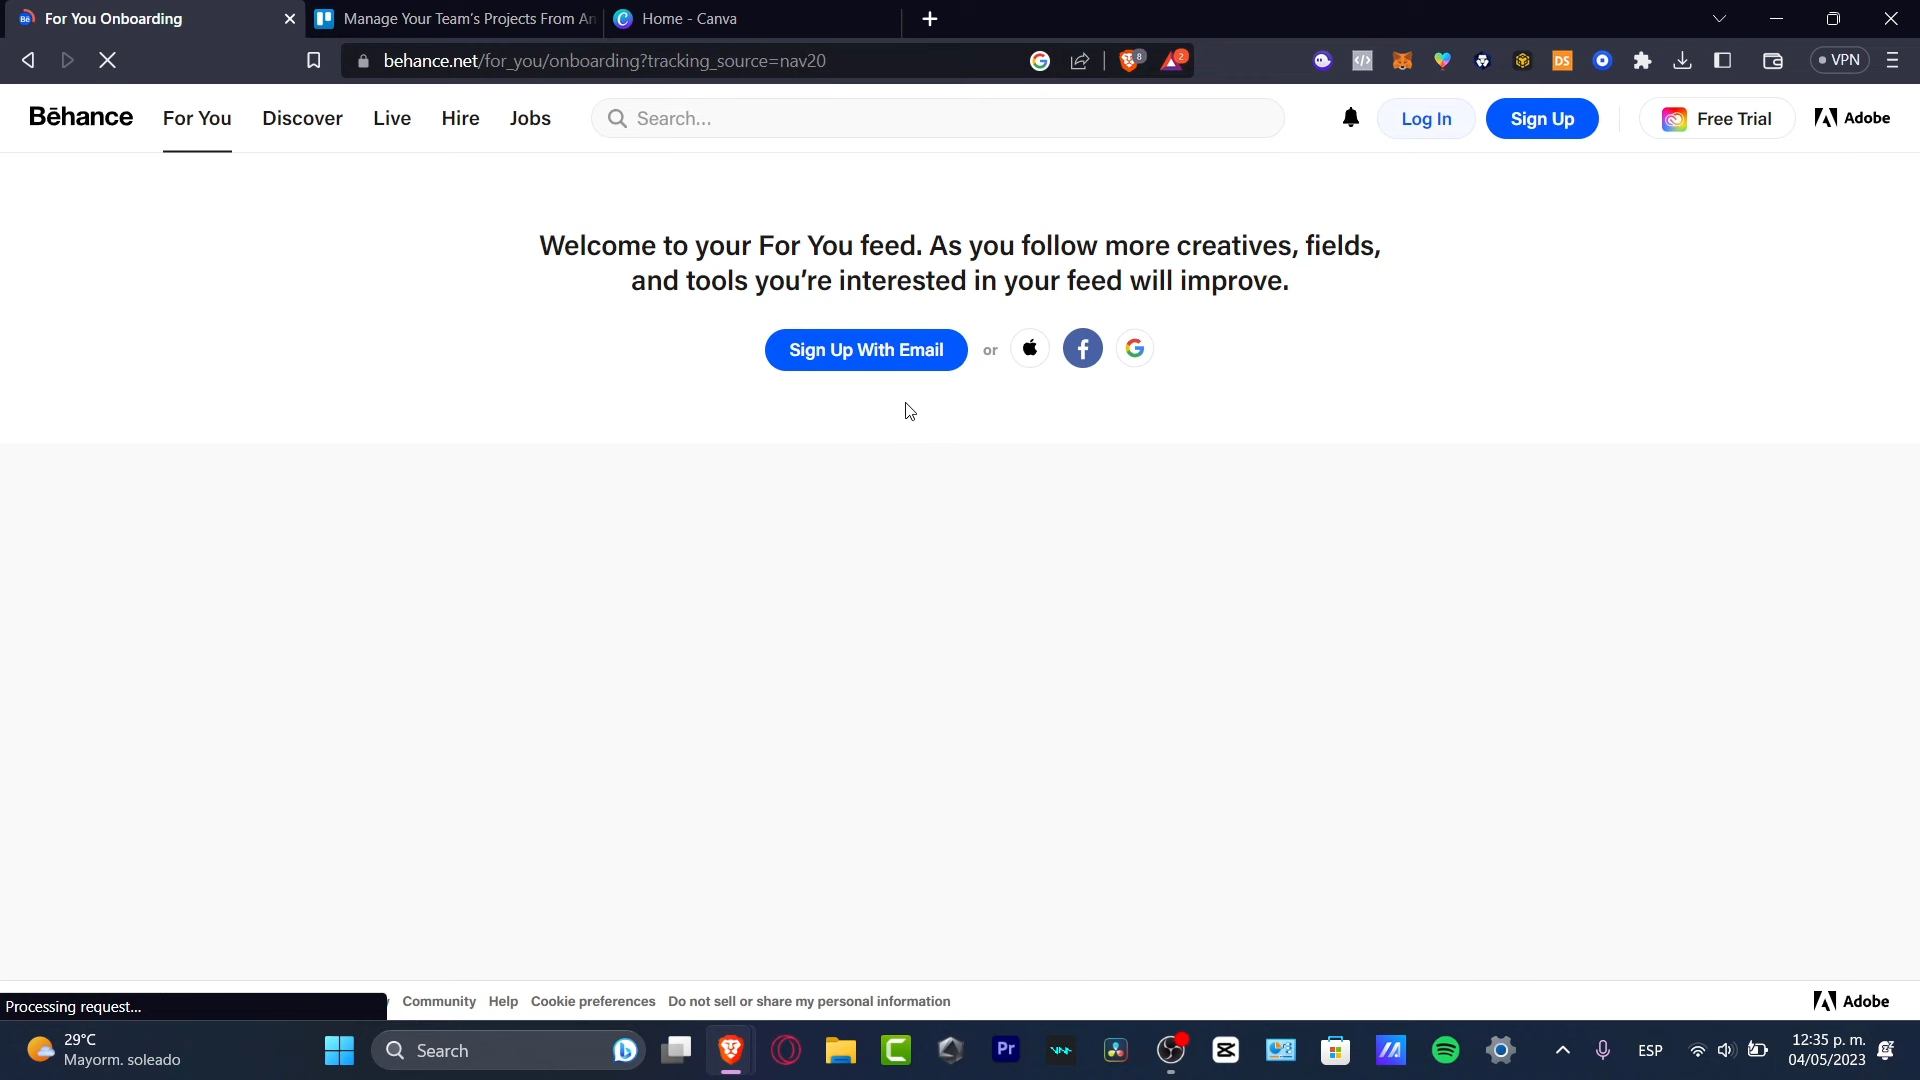 For You Onboarding
Manage Your Team's Projects From An
Home - Canva
behance.net/for_you/onboarding?tracking_source=nav20
8
2
DS
VPN
Bēhance
For You
Discover
Live
Hire
Jobs
Search...
Log In
Sign Up
Free Trial
Adobe
Welcome to your For You feed. As you follow more creatives, fields,
and tools you're interested in your feed will improve.
Sign Up With Email
or
Processing request...
Community
Help
Cookie preferences
Do not sell or share my personal information
Adobe
29°C
Mayorm. soleado
Search
Pr
ESP
12:35 p. m.
04/05/2023